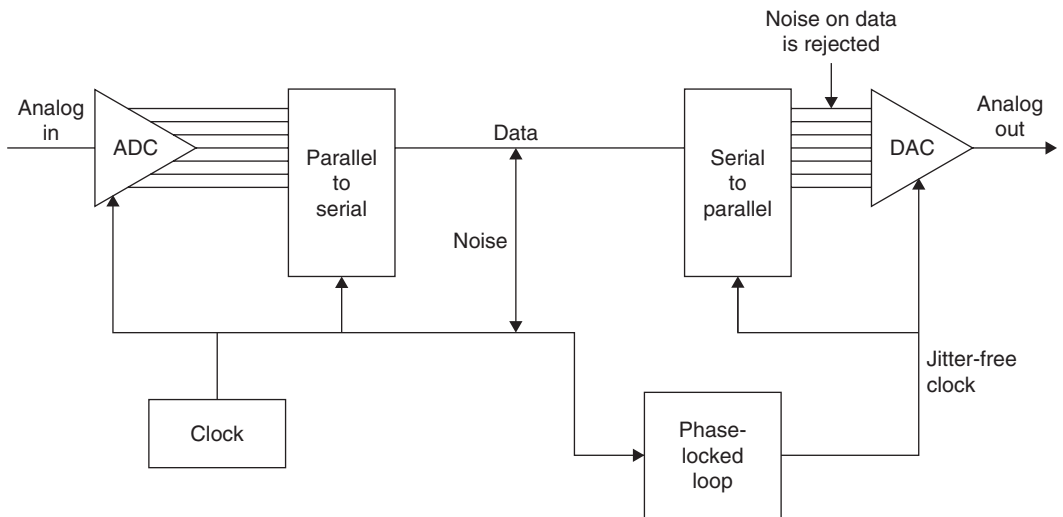 Noise on data
is rejected
Analog
in
ADC
Parallel
to
serial
Data
Noise
Serial
to
parallel
DAC
Analog
out
Clock
Phase-
locked
loop
Jitter-free
clock